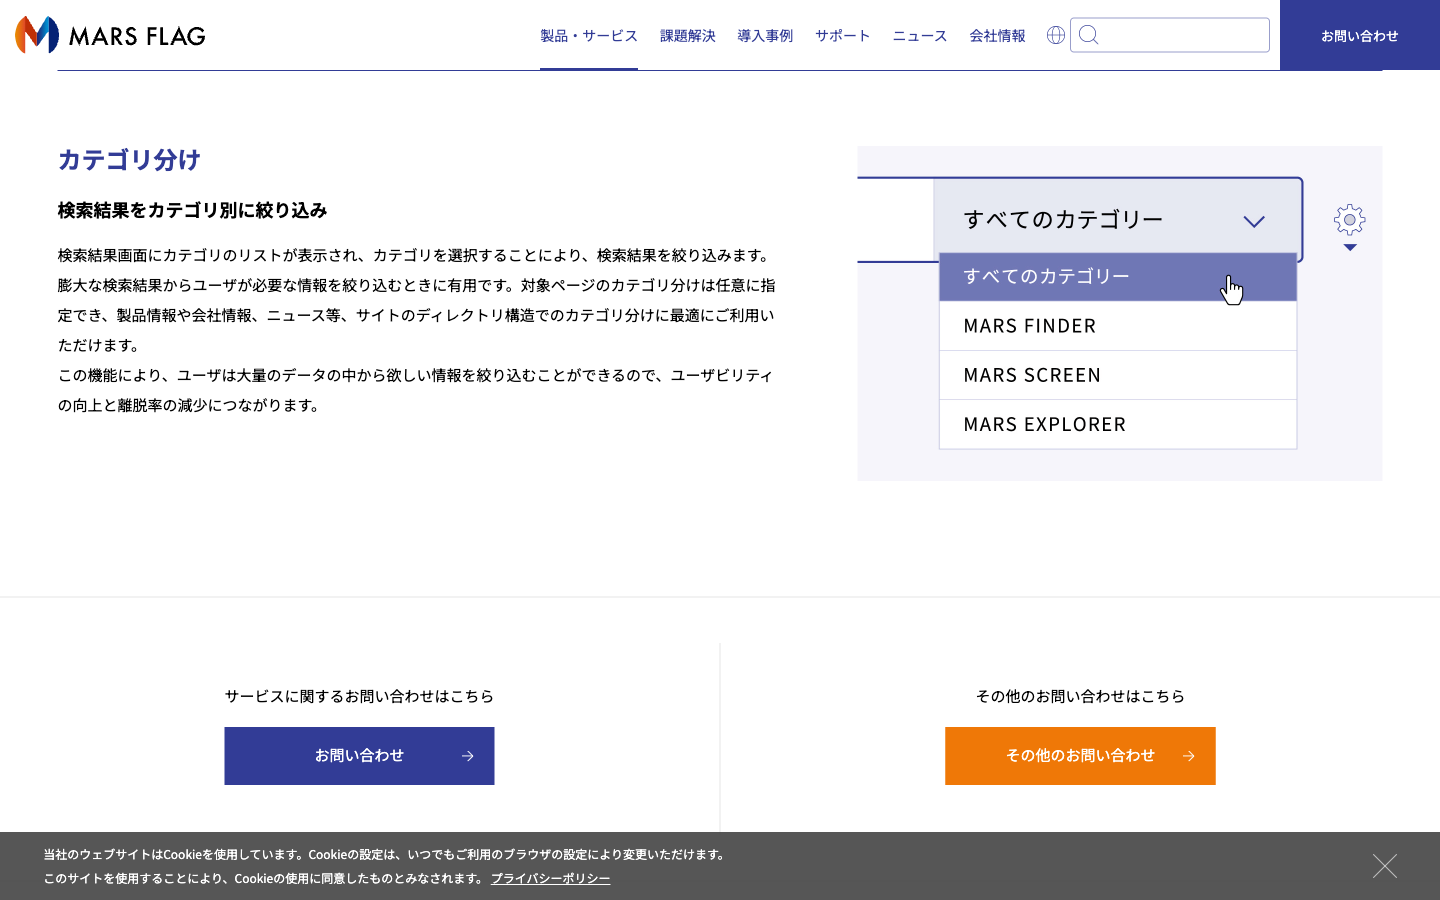 MARS FLAG
製品・サービス 課題解決 導入事例 サポート ニュース 会社情報
お問い合わせ
カテゴリ分け
検索結果をカテゴリ別に絞り込み
検索結果画面にカテゴリのリストが表示され、カテゴリを選択することにより、検索結果を絞り込みます。
膨大な検索結果からユーザが必要な情報を絞り込むときに有用です。対象ページのカテゴリ分けは任意に指
定でき、製品情報や会社情報、ニュース等、サイトのディレクトリ構造でのカテゴリ分けに最適にご利用い
ただけます。
この機能により、ユーザは大量のデータの中から欲しい情報を絞り込むことができるので、ユーザビリティ
の向上と離脱率の減少につながります。
すべてのカテゴリー
すべてのカテゴリー
MARS FINDER
MARS SCREEN
MARS EXPLORER
サービスに関するお問い合わせはこちら
お問い合わせ
その他のお問い合わせはこちら
その他のお問い合わせ
当社のウェブサイトはCookieを使用しています。Cookieの設定は、いつでもご利用のブラウザの設定により変更いただけます。
このサイトを使用することにより、Cookieの使用に同意したものとみなされます。 プライバシーポリシー